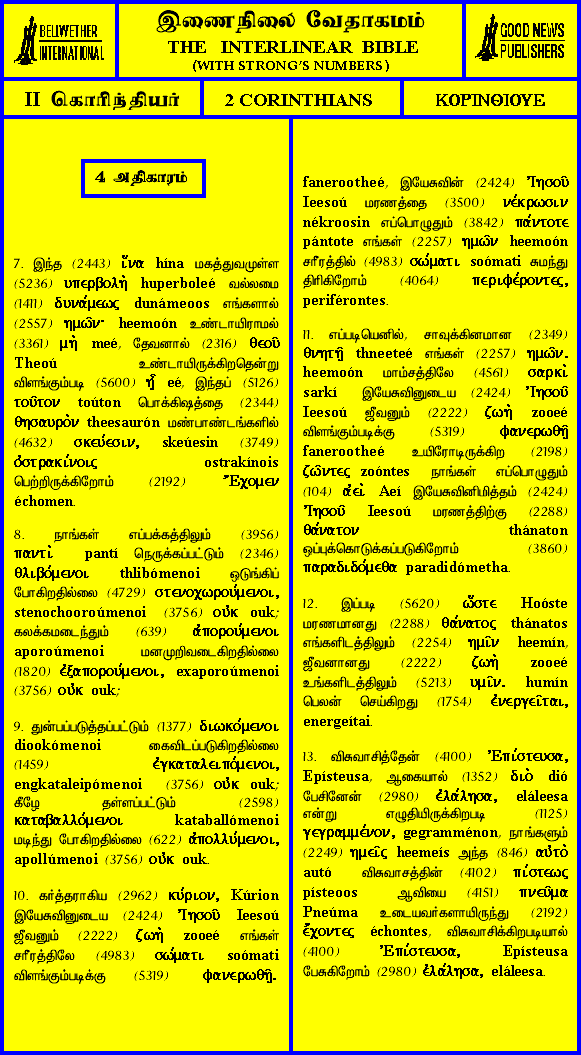 BELLWETHER
INTERNATIONAL
இணைநிலை வேதாகமம்
THE INTERLINEAR BIBLE
(WITH STRONG'S NUMBERS)
GOOD NEWS
PUBLISHERS
II கொரிந்தியர்
2 CORINTHIANS
ΚΟΡΙΝΘΙΟΥΕ
4 அதிகாரம்
7. இந்த (2443) ἵνα hína மகத்துவமுள்ள
(5236) υπερβολὴ huperboleé வல்லமை
(1411) δυνάμεως dunámeoos எங்களால்
(2557) ημῶν· heemoón உண்டாயிராமல்
(3361) μὴ meé, தேவனால் (2316) θεοῦ
Theoú உண்டாயிருக்கிறதென்று
விளங்கும்படி (5600) ᾖ eé, இந்தப் (5126)
τοῦτον toúton பொக்கிஷத்தை (2344)
θησαυρὸν theesaurón மண்பாண்டங்களில்
(4632) σκεύεσιν, skeúesin (3749)
ὀστρακίνοις ostrakínois
பெற்றிருக்கிறோம் (2192) Ἔχομεν
échomen.
8. நாங்கள் எப்பக்கத்திலும் (3956)
παντὶ pantí நெருக்கப்பட்டும் (2346)
θλιβόμενοι thlibómenoi ஒடுங்கிப்
போகிறதில்லை (4729) στενοχωρούμενοι,
stenochooroúmenoi (3756) οὐκ ouk;
கலக்கமடைந்தும் (639) ἀπορούμενοι
aporoúmenoi மனமுறிவடைகிறதில்லை
(1820) ἐξαπορούμενοι, exaporoúmenoi
(3756) οὐκ ouk;
9. துன்பப்படுத்தப்பட்டும் (1377) διωκόμενοι
diookómenoi கைவிடப்படுகிறதில்லை
(1459) ἐγκαταλειπόμενοι,
engkataleipómenoi (3756) οὐκ ouk;
கீழே தள்ளப்பட்டும் (2598)
καταβαλλόμενοι kataballómenoi
மடிந்து போகிறதில்லை (622) ἀπολλύμενοι,
apollúmenoi (3756) οὐκ ouk.
10. கர்த்தராகிய (2962) κύριον, Kúrion
இயேசுவினுடைய (2424) Ἰησοῦ Ieesoú
ஜீவனும் (2222) ζωὴ zooeé எங்கள்
சரீரத்திலே (4983) σώματι soómati
விளங்கும்படிக்கு (5319) φανερωθῇ.
fanerootheé, இயேசுவின் (2424) Ἰησοῦ
Ieesoú மரணத்தை (3500) νέκρωσιν
nékroosin எப்பொழுதும் (3842) πάντοτε
pántote எங்கள் (2257) ημῶν heemoón
சரீரத்தில் (4983) σώματι soómati சுமந்து
திரிகிறோம் (4064) περιφέροντες,
periférontes.
11. எப்படியெனில், சாவுக்கினமான (2349)
θνητῇ thneeteé எங்கள் (2257) ημῶν.
heemoón மாம்சத்திலே (4561) σαρκὶ
sarkí இயேசுவினுடைய (2424) Ἰησοῦ
Ieesoú ஜீவனும் (2222) ζωὴ zooeé
விளங்கும்படிக்கு (5319) φανερωθῇ
fanerootheé உயிரோடிருக்கிற (2198)
ζῶντες zoóntes நாங்கள் எப்பொழுதும்
(104) ἀεὶ Aeí இயேசுவினிமித்தம் (2424)
Ἰησοῦ Ieesoú மரணத்திற்கு (2288)
θάνατον thánaton
ஒப்புக்கொடுக்கப்படுகிறோம் (3860)
παραδιδόμεθα paradidómetha.
12. இப்படி (5620) ὥστε Hoóste
மரணமானது (2288) θάνατος thánatos
எங்களிடத்திலும் (2254) ημῖν heemín,
ஜீவனானது (2222) ζωὴ zooeé
உங்களிடத்திலும் (5213) υμῖν. humín
பெலன் செய்கிறது (1754) ἐνεργεῖται,
energeítai.
13. விசுவாசித்தேன் (4100) Ἐπίστευσα,
Epísteusa, ஆகையால் (1352) διὸ dió
பேசினேன் (2980) ἐλάλησα, eláleesa
என்று எழுதியிருக்கிறபடி (1125)
γεγραμμένον, gegramménon, நாங்களும்
(2249) ημεῖς heemeís அந்த (846) αὐτὸ
autó விசுவாசத்தின் (4102) πίστεως
písteoos ஆவியை (4151) πνεῦμα
Pneúma உடையவர்களாயிருந்து (2192)
ἔχοντες échontes, விசுவாசிக்கிறபடியால்
(4100) Ἐπίστευσα, Epísteusa
பேசுகிறோம் (2980) ἐλάλησα, eláleesa.